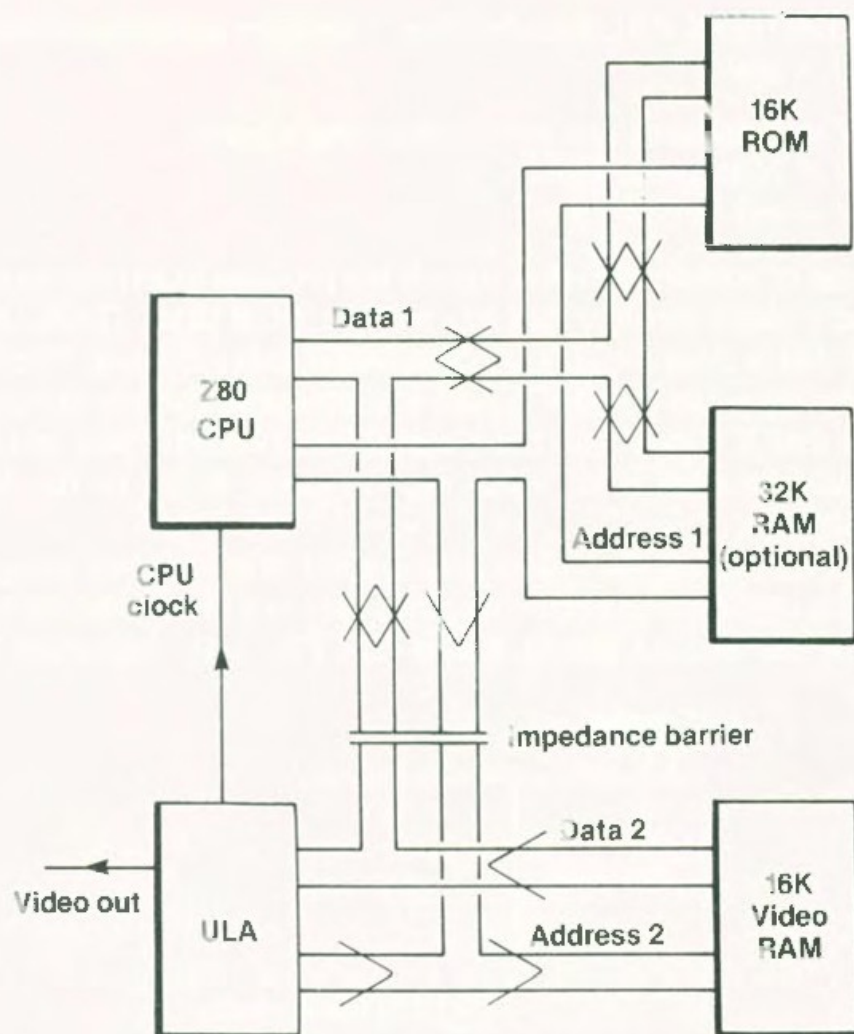 16K
ROM
Data 1
Z80
CPU
32K
RAM
(optional)
Address 1
CPU
clock
Impedance barrier
Data 2
Video out
ULA
16K
Video
RAM
Address 2